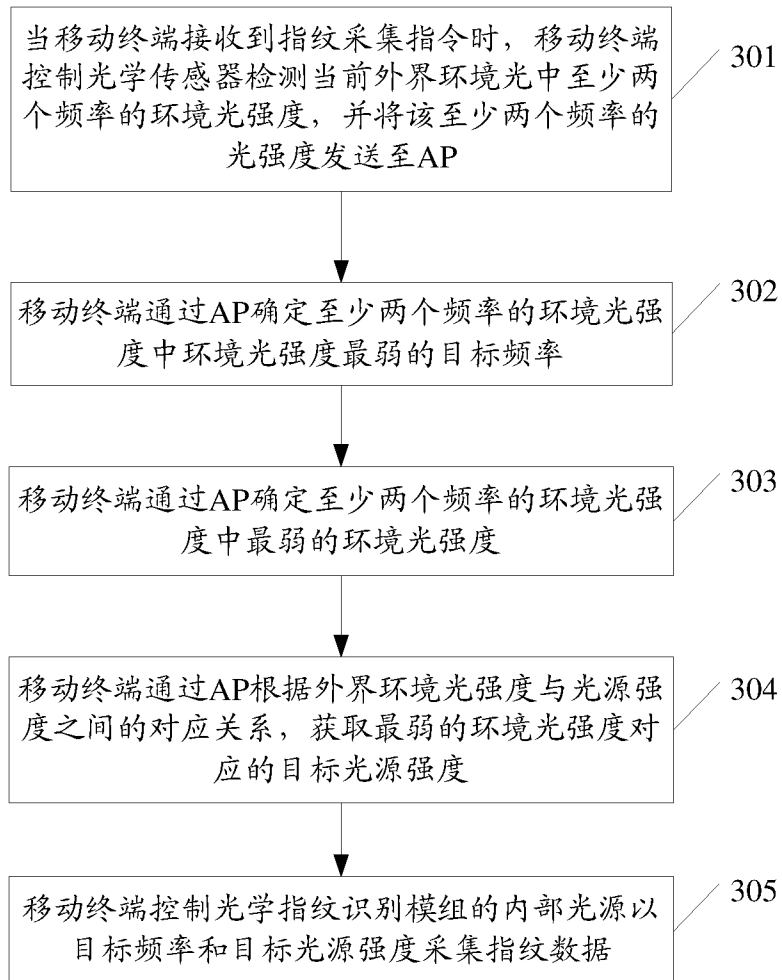 当移动终端接收到指纹采集指令时，移动终端
控制光学传感器检测当前外界环境光中至少两
个频率的环境光强度，并将该至少两个频率的
光强度发送至AP
301
移动终端通过AP确定至少两个频率的环境光强
度中环境光强度最弱的目标频率
302
移动终端通过AP确定至少两个频率的环境光强
度中最弱的环境光强度
303
移动终端通过AP根据外界环境光强度与光源强
度之间的对应关系，获取最弱的环境光强度对
应的目标光源强度
304
移动终端控制光学指纹识别模组的内部光源以
目标频率和目标光源强度采集指纹数据
305